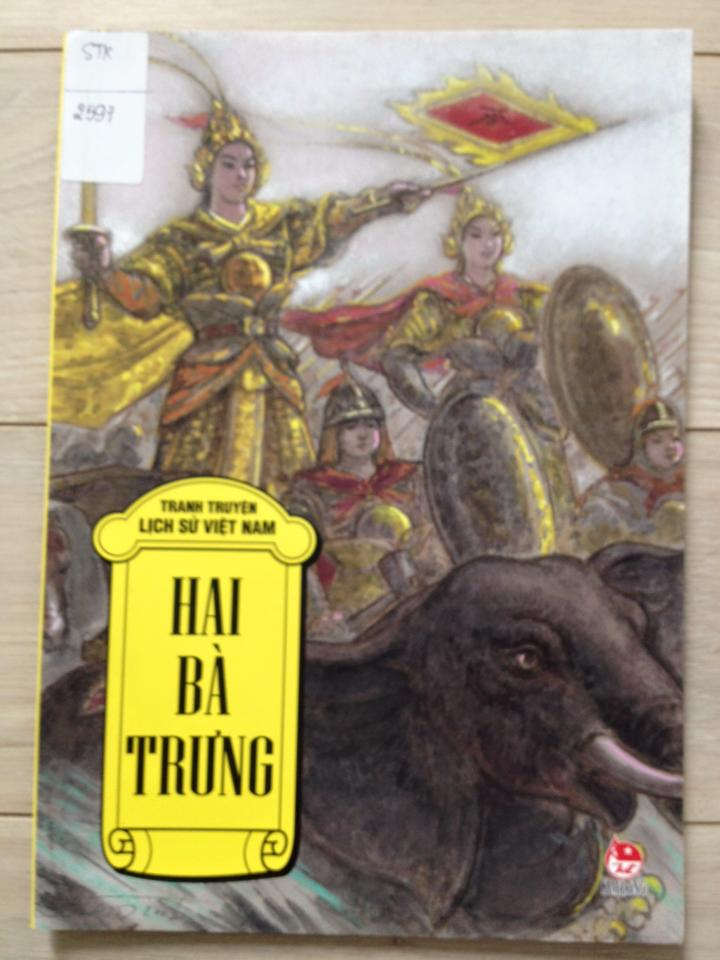 STK
2597
TRANH TRUYỆN
LỊCH SỬ VIỆT NAM
HAI
BÀ
TRƯNG